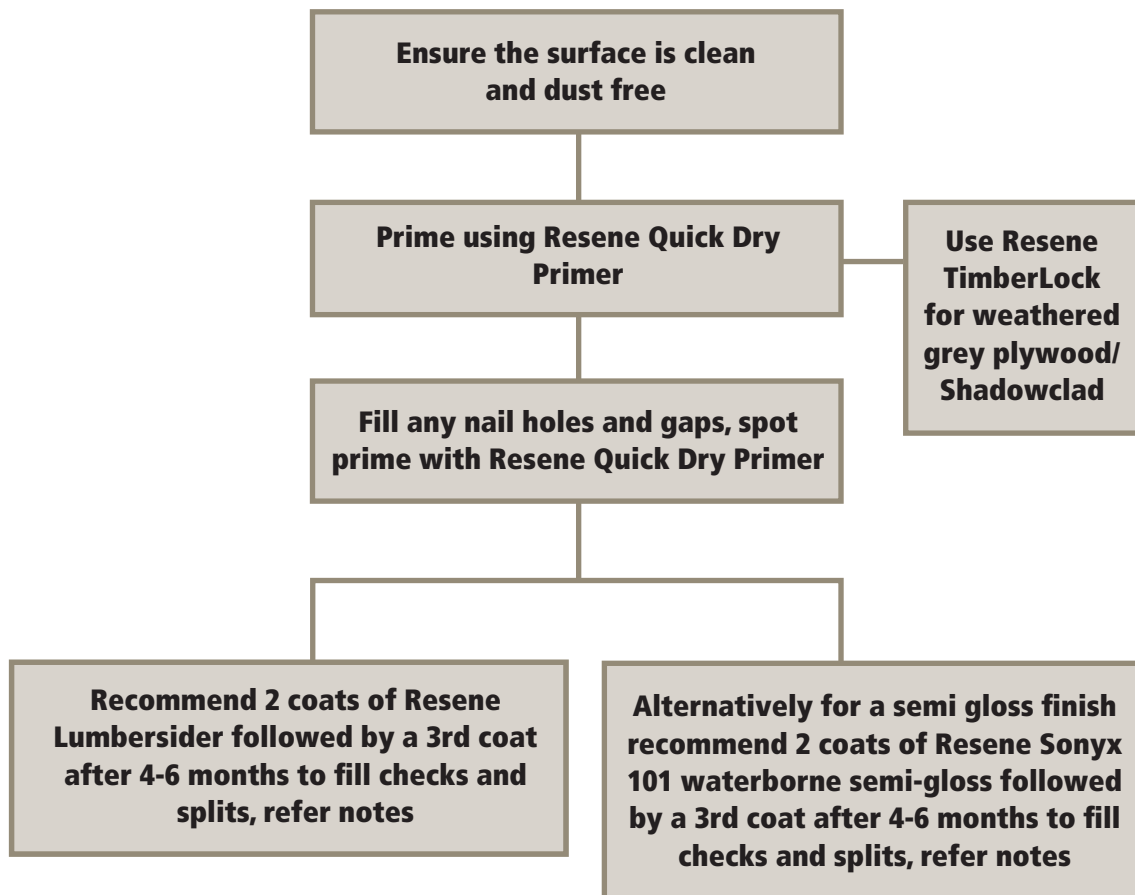 Ensure the surface is clean
and dust free
Prime using Resene Quick Dry
Primer
Use Resene
TimberLock
for weathered
grey plywood/
Shadowclad
Fill any nail holes and gaps, spot
prime with Resene Quick Dry Primer
Recommend 2 coats of Resene
Lumbersider followed by a 3rd coat
after 4-6 months to fill checks and
splits, refer notes
Alternatively for a semi gloss finish
recommend 2 coats of Resene Sonyx
101 waterborne semi-gloss followed
by a 3rd coat after 4-6 months to fill
checks and splits, refer notes